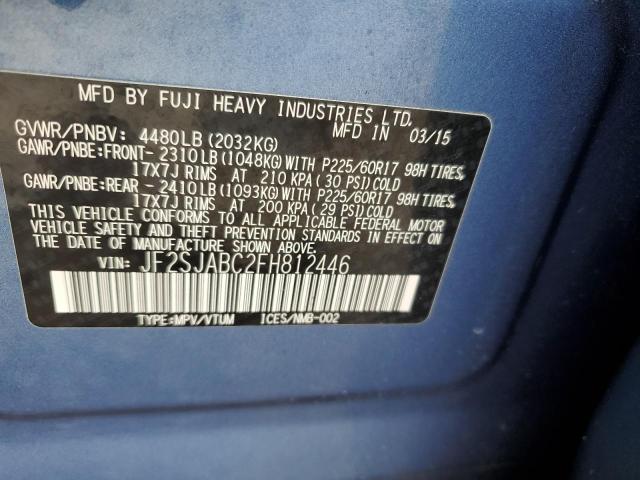 MFD BY FUJI HEAVY INDUSTRIES LTD.
MFD IN 03/15
GVWR/PNBV: 4480LB (2032KG)
GAWR/PNBE:FRONT- 2310LB (1048KG) WITH P225/60R17 98H TIRES,
17X7J RIMS AT 210 KPA (30 PSI) COLD
GAWR/PNBE:REAR - 2410LB (1093KG) WITH P225/60R17 98H TIRES,
17X7J RIMS AT 200 KPA (29 PSI) COLD
THIS VEHICLE CONFORMS TO ALL APPLICABLE FEDERAL MOTOR
VEHICLE SAFETY AND THEFT PREVENTION STANDARDS IN EFFECT ON
THE DATE OF MANUFACTURE SHOWN ABOVE.
VIN: JF2SJABC2FH812446
TYPE:MPV/VTUM ICES/NMB-002